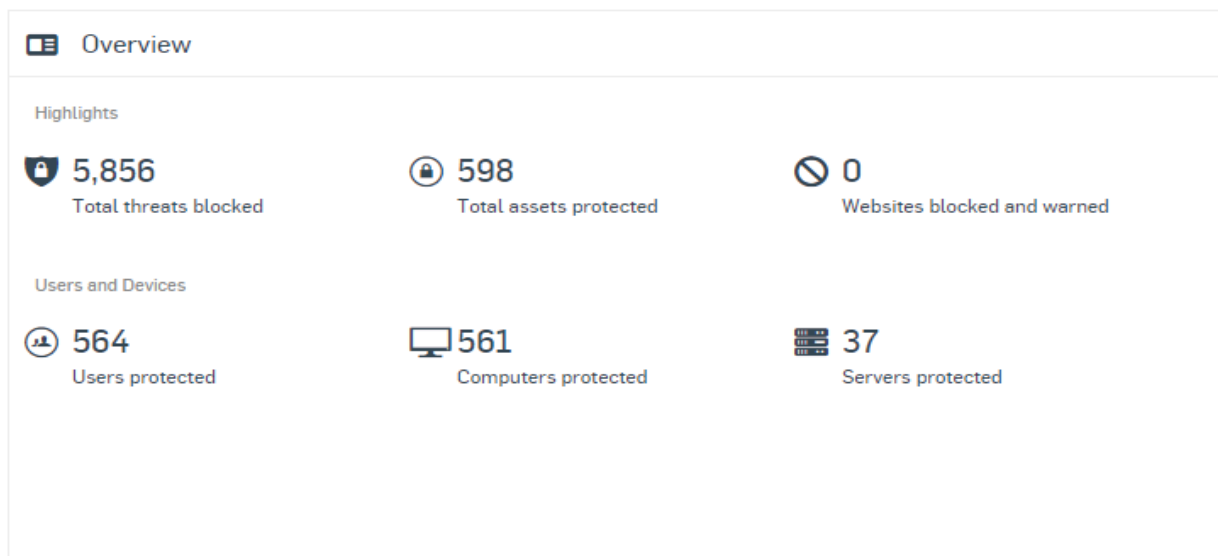 Overview
Highlights
5,856
Total threats blocked
598
Total assets protected
0
Websites blocked and warned
Users and Devices
564
Users protected
561
Computers protected
37
Servers protected